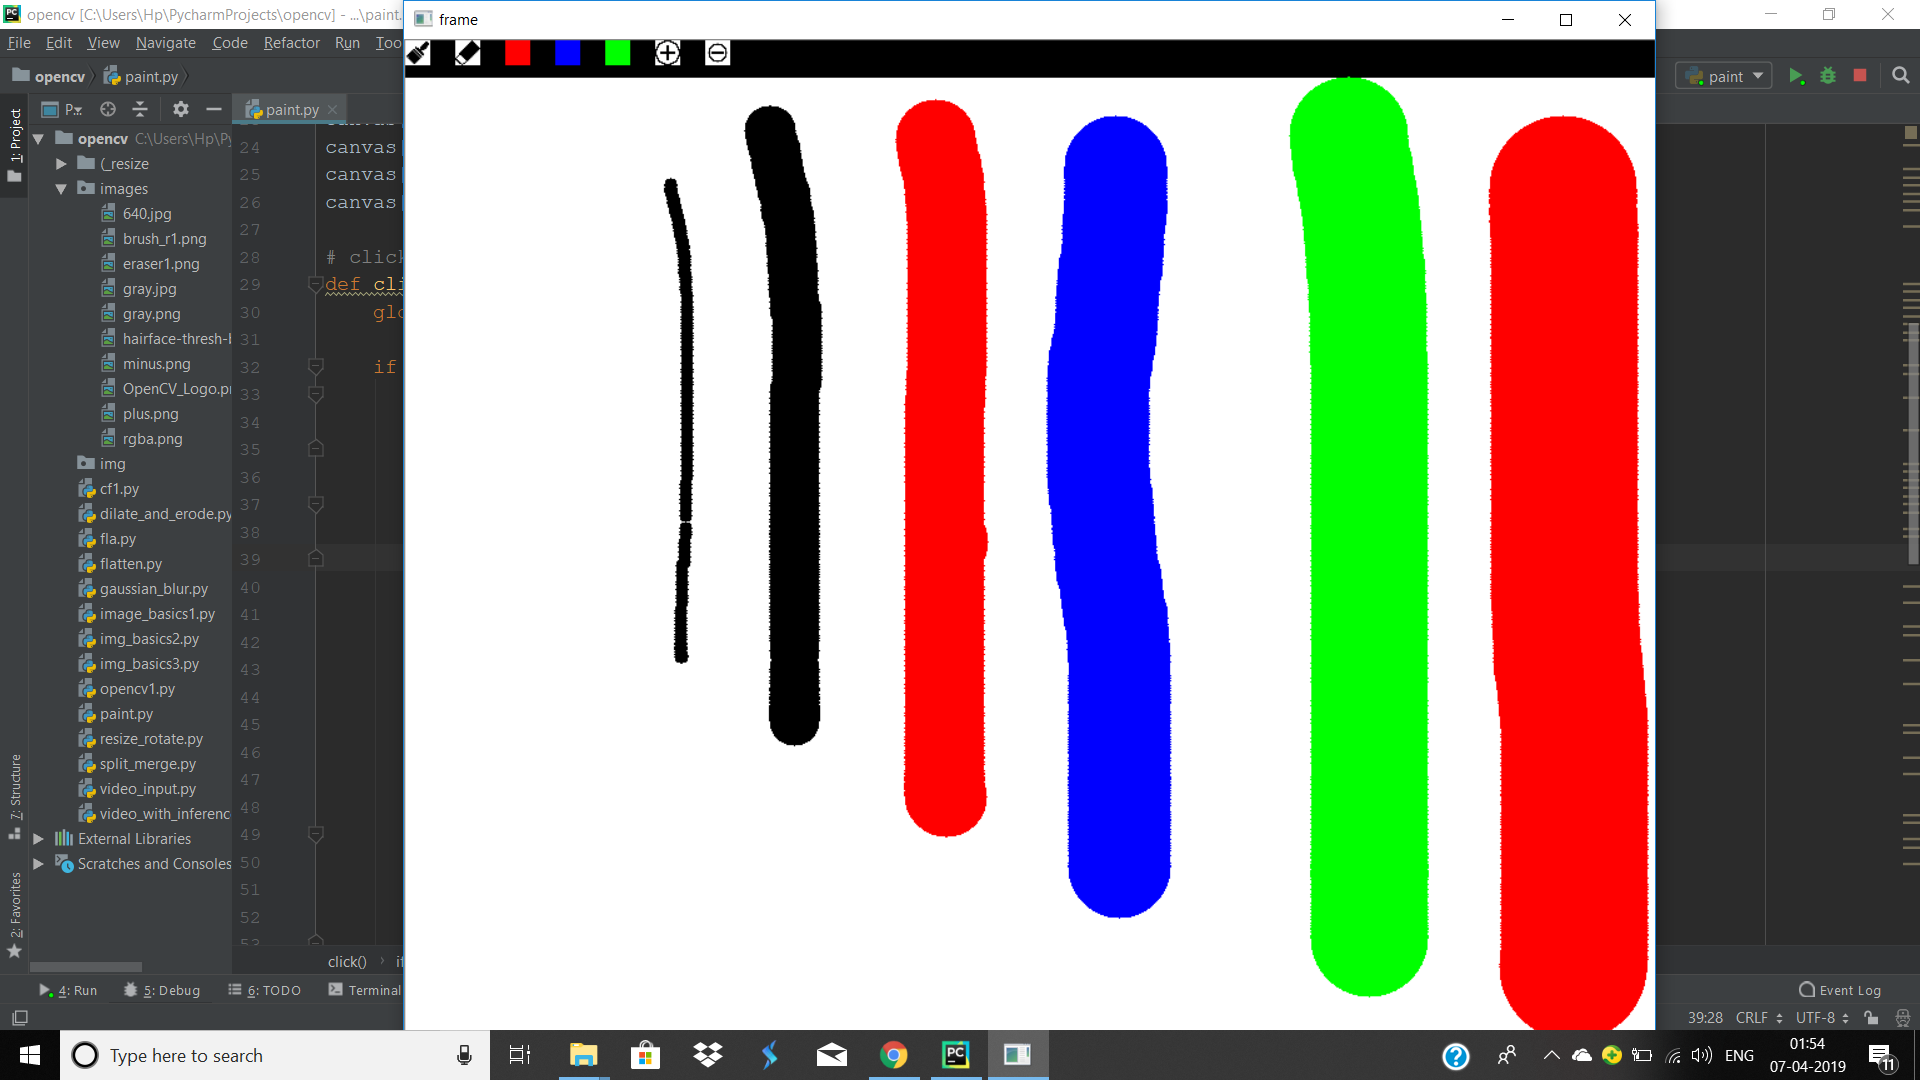 opencv [C:\Users\Hp\PycharmProjects\opencv] - ...\paint.
frame
File Edit View Navigate Code Refactor Run Too
opencv paint.py
paint
P..
paint.py
1: Project
opencv C:\Users\Hp\Py
(_resize
images
640.jpg
brush_r1.png
eraser1.png
gray.jpg
gray.png
hairface-thresh-b
minus.png
OpenCV_Logo.pn
plus.png
rgba.png
img
cf1.py
dilate_and_erode.py
fla.py
flatten.py
gaussian_blur.py
image_basics1.py
img_basics2.py
img_basics3.py
opencv1.py
paint.py
resize_rotate.py
split_merge.py
video_input.py
video_with_inferenc
External Libraries
Scratches and Consoles
7: Structure
2: Favorites
24 canvas
25 canvas
26 canvas
27
28 # click
29 def cli
30 glo
31
32 if
33
34
35
36
37
38
39
40
41
42
43
44
45
46
47
48
49
50
51
52
53
click() if
4: Run 5: Debug 6: TODO Terminal
Event Log
39:28 CRLF UTF-8
Type here to search
ENG
01:54
07-04-2019
11